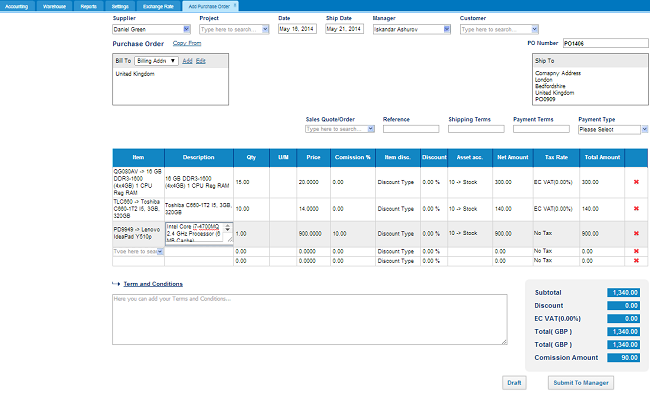 Accounting Warehouse Reports Settings Exchange Rate Add Purchase Order
Supplier Project Date Ship Date Manager Customer
Daniel Green Type here to search... May 16, 2014 May 21, 2014 Iskandar Ashurov Type here to search...
Purchase Order Copy From PO Number PO1406
Bill To Billing Addn Add Edit Ship To
United Kingdom
Comapny Address
London
Bedfordshire
United Kingdom
PO0909
Sales Quote/Order Reference Shipping Terms Payment Terms Payment Type
Type here to search... Please Select
Item Description Qty U/M Price Comission % Item disc. Discount Asset acc. Net Amount Tax Rate Total Amount
QG080AV -> 16 GB DDR3-1600 (4x4GB) 1 CPU Reg RAM 16 GB DDR3-1600 (4x4GB) 1 CPU Reg RAM 15.00 20.0000 0.00 Discount Type 0.00 % 10 -> Stock 300.00 EC VAT(0.00%) 300.00
TLC660 -> Toshiba C660-1T2 I5, 3GB, 320GB Toshiba C660-1T2 I5, 3GB, 320GB 10.00 14.0000 0.00 Discount Type 0.00 % 10 -> Stock 140.00 EC VAT(0.00%) 140.00
PD9949 -> Lenovo IdeaPad Y510p Intel Core i7-4700MQ 2.4 GHz Processor (6 MB Cache) 1.00 900.0000 10.00 Discount Type 0.00 % 10 -> Stock 900.00 No Tax 900.00
Type here to sear 0.00 0.0000 0.00 Discount Type 0.00 % 0.00 No Tax 0.00
0.00 0.0000 0.00 Discount Type 0.00 % 0.00 No Tax 0.00
Term and Conditions
Here you can add your Terms and Conditions...
Subtotal 1,340.00
Discount 0.00
EC VAT(0.00%) 0.00
Total( GBP ) 1,340.00
Total( GBP ) 1,340.00
Comission Amount 90.00
Draft Submit To Manager